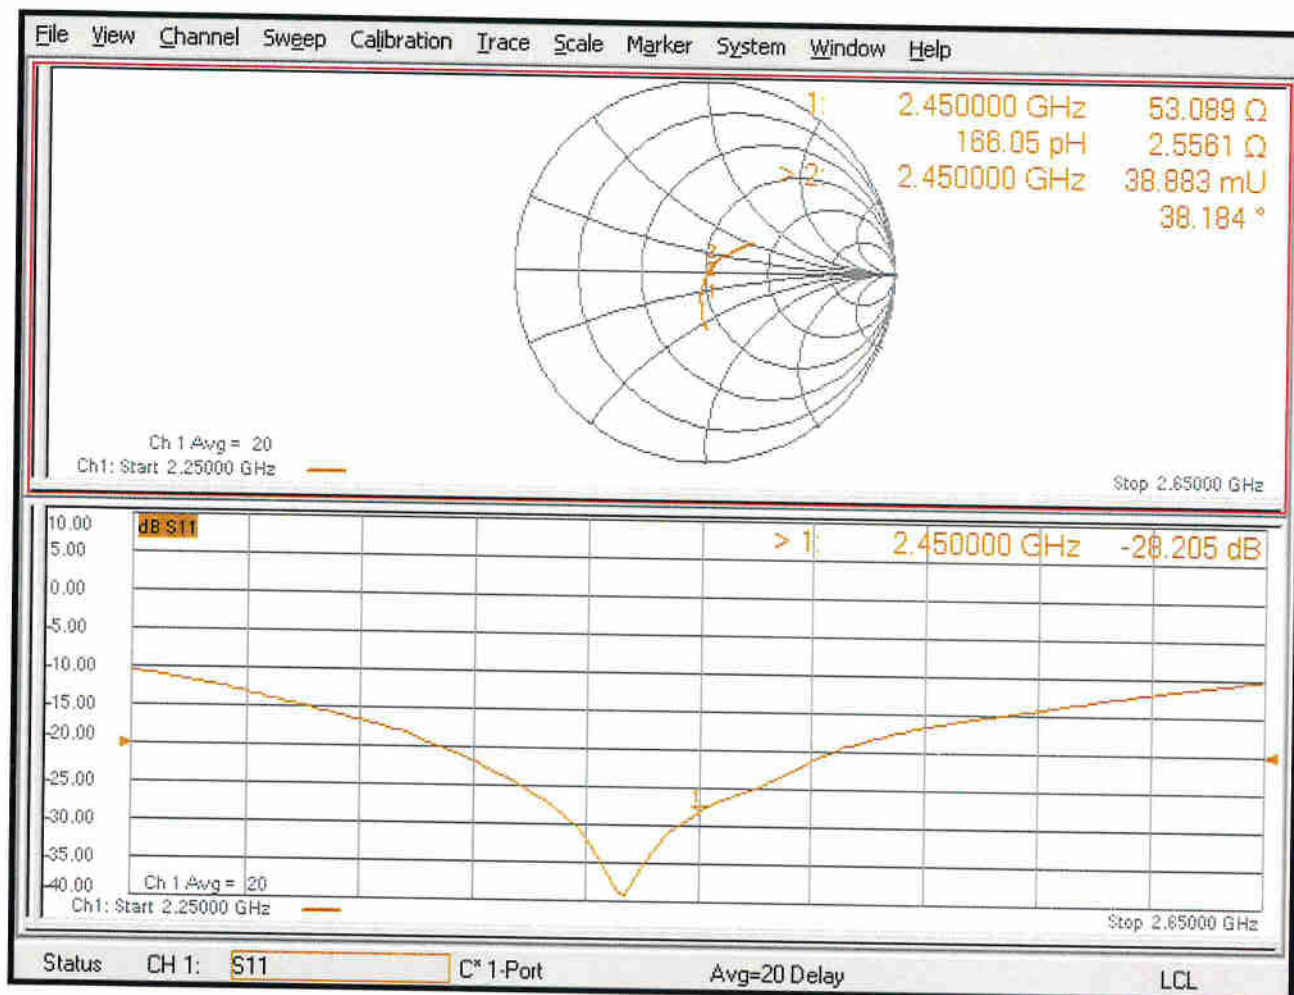 File View Channel Sweep Calibration Trace Scale Marker System Window Help
1: 2.450000 GHz 53.089 Ω
166.05 pH 2.5561 Ω
> 2: 2.450000 GHz 38.883 mU
38.184 °
Ch 1 Avg = 20
Ch1: Start 2.25000 GHz
Stop 2.65000 GHz
10.00
dB S11
> 1: 2.450000 GHz -28.205 dB
5.00
0.00
-5.00
-10.00
-15.00
-20.00
-25.00
1
-30.00
-35.00
-40.00
Ch 1 Avg = 20
Ch1: Start 2.25000 GHz
Stop 2.65000 GHz
Status CH 1: S11 C* 1-Port Avg=20 Delay LCL